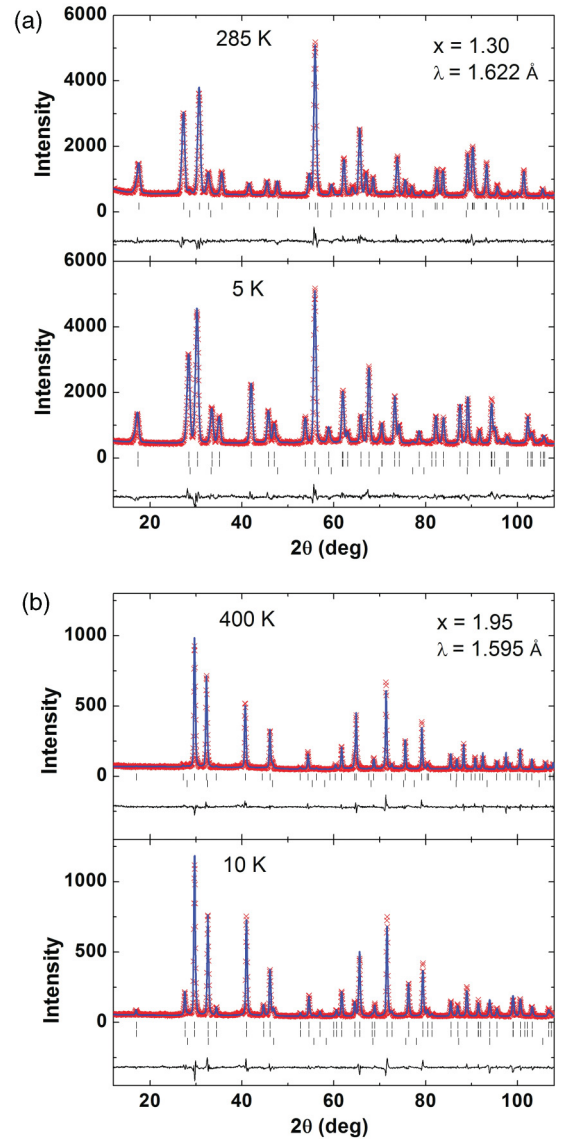 (a)
6000
285 K
x = 1.30
λ = 1.622 Å
4000
Intensity
2000
0
6000
5 K
4000
Intensity
2000
0
20 40 60 80 100
2θ (deg)
(b)
400 K
x = 1.95
λ = 1.595 Å
1000
Intensity
500
0
10 K
1000
Intensity
500
0
20 40 60 80 100
2θ (deg)